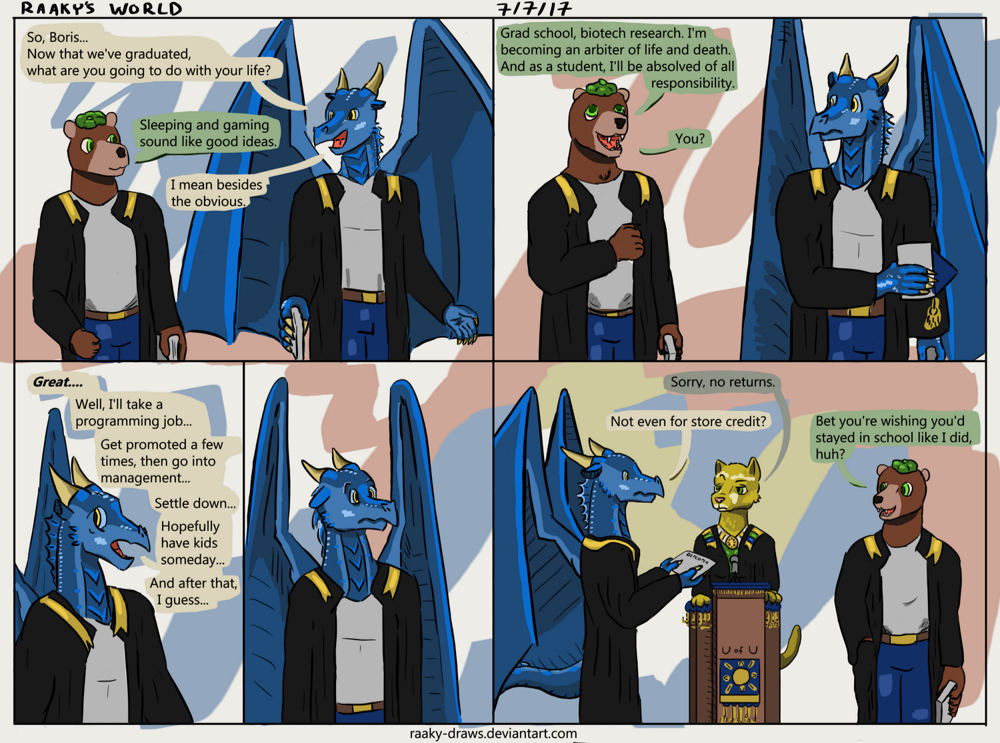 RAAKY'S WORLD
7/7/17
So, Boris...
Now that we've graduated,
what are you going to do with your life?
Sleeping and gaming
sound like good ideas.
I mean besides
the obvious.
Grad school, biotech research. I'm
becoming an arbiter of life and death.
And as a student, I'll be absolved of all
responsibility.
You?
Great....
Well, I'll take a
programming job...
Get promoted a few
times, then go into
management...
Settle down...
Hopefully
have kids
someday...
And after that,
I guess...
Sorry, no returns.
Not even for store credit?
Bet you're wishing you'd
stayed in school like I did,
huh?
DIPLOMA
U of U
raaky-draws.deviantart.com